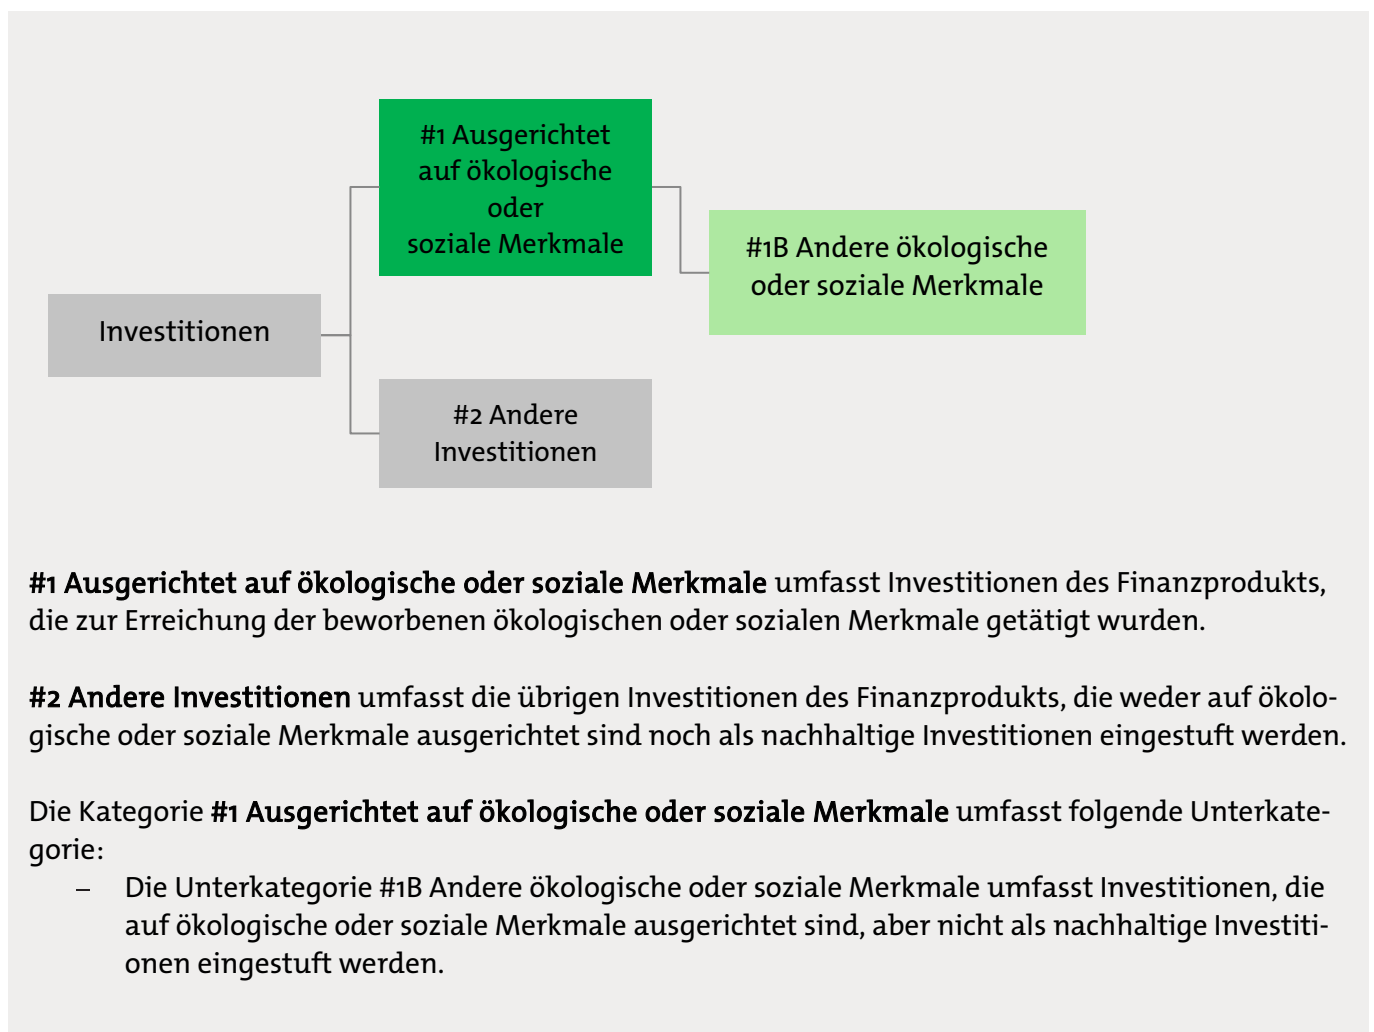 #1 Ausgerichtet
auf ökologische
oder
soziale Merkmale
#1B Andere ökologische
oder soziale Merkmale
Investitionen
#2 Andere
Investitionen
#1 Ausgerichtet auf ökologische oder soziale Merkmale umfasst Investitionen des Finanzprodukts,
die zur Erreichung der beworbenen ökologischen oder sozialen Merkmale getätigt wurden.
#2 Andere Investitionen umfasst die übrigen Investitionen des Finanzprodukts, die weder auf ökolo-
gische oder soziale Merkmale ausgerichtet sind noch als nachhaltige Investitionen eingestuft werden.
Die Kategorie #1 Ausgerichtet auf ökologische oder soziale Merkmale umfasst folgende Unterkate-
gorie:
– Die Unterkategorie #1B Andere ökologische oder soziale Merkmale umfasst Investitionen, die
auf ökologische oder soziale Merkmale ausgerichtet sind, aber nicht als nachhaltige Investiti-
onen eingestuft werden.